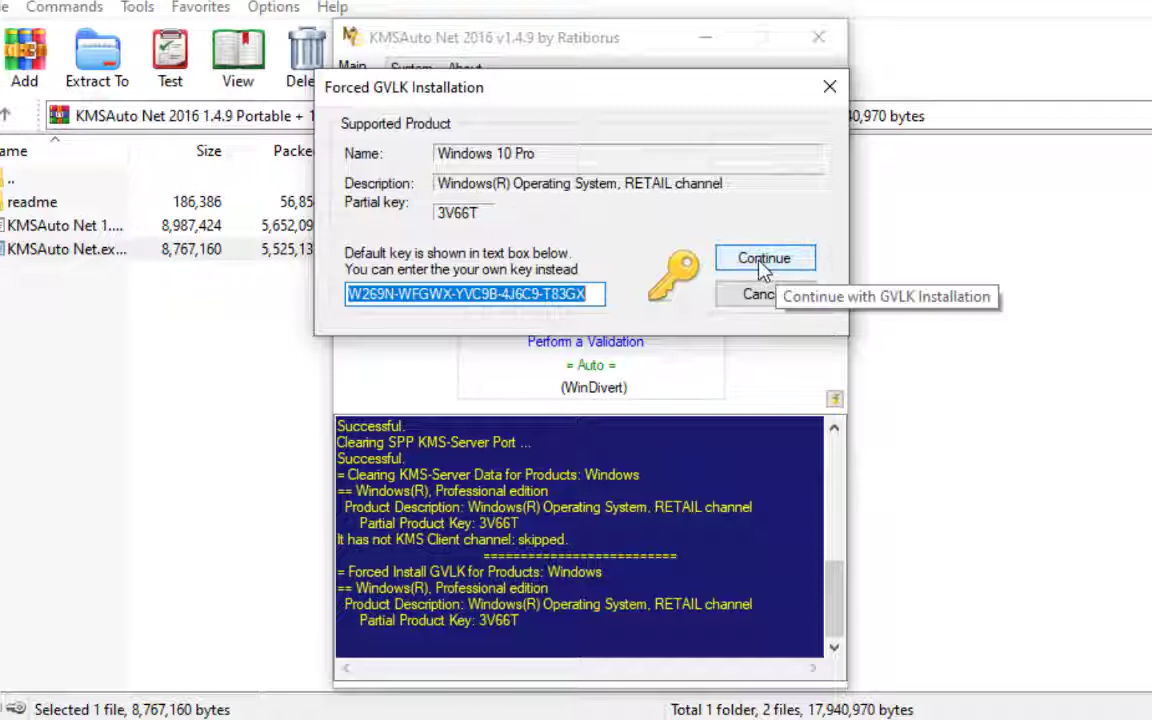 Commands Tools Favorites Options Help
Add Extract To Test View
KMSAuto Net 2016 v1.4.9 by Ratiborus
Main System About
Forced GVLK Installation
KMSAuto Net 2016 1.4.9 Portable +
Supported Product
Name: Windows 10 Pro
Description: Windows(R) Operating System, RETAIL channel
Partial key: 3V66T
Default key is shown in text box below.
You can enter the your own key instead
W269N-WFGWX-YVC9B-4J6C9-T83GX
Continue
Continue with GVLK Installation
Size
..
readme 186,386
KMSAuto Net 1.... 8,987,424
KMSAuto Net.ex... 8,767,160
Perform a Validation
= Auto =
(WinDivert)
Successful.
Clearing SPP KMS-Server Port ...
Successful.
= Clearing KMS-Server Data for Products: Windows
== Windows(R), Professional edition
Product Description: Windows(R) Operating System, RETAIL channel
Partial Product Key: 3V66T
It has not KMS Client channel: skipped.
==========================
= Forced Install GVLK for Products: Windows
== Windows(R), Professional edition
Product Description: Windows(R) Operating System, RETAIL channel
Partial Product Key: 3V66T
Selected 1 file, 8,767,160 bytes
Total 1 folder, 2 files, 17,940,970 bytes